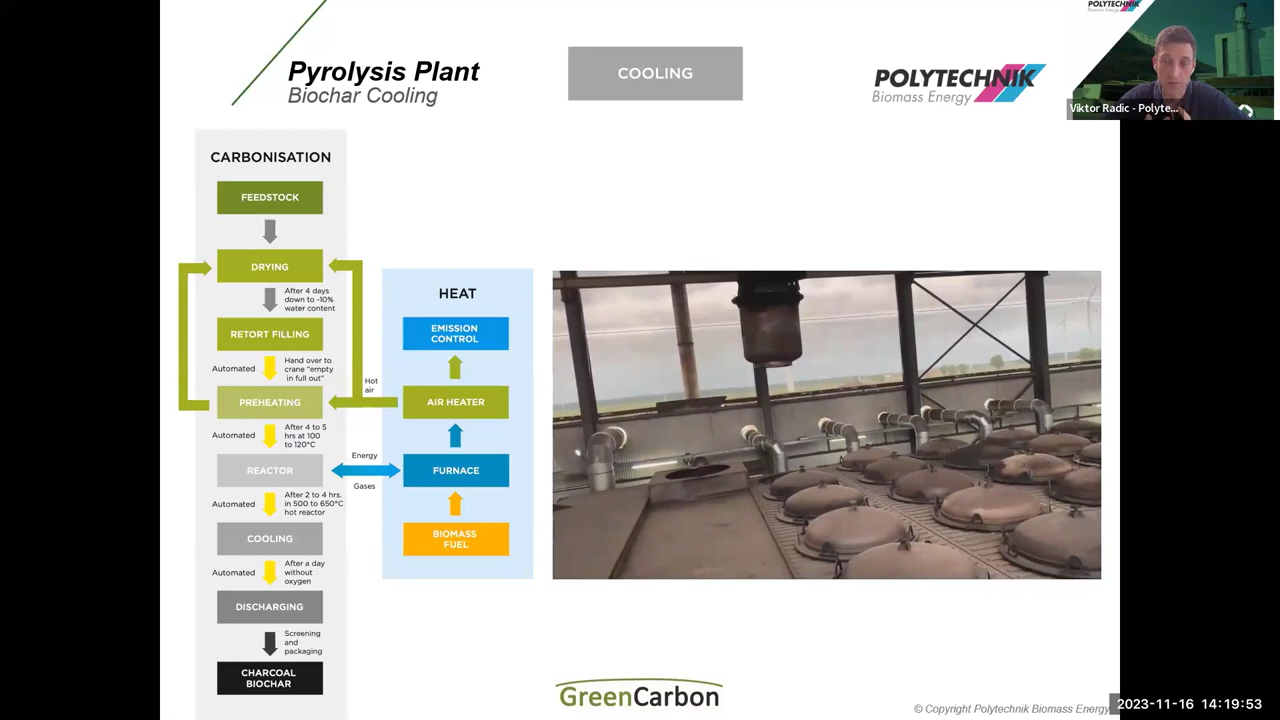 Pyrolysis Plant
Biochar Cooling
COOLING
POLYTECHNIK
Biomass Energy
POLYTECHNIK
Biomass Energy
Viktor Radic - Polyte...
CARBONISATION
FEEDSTOCK
DRYING
After 4 days
down to ~10%
water content
RETORT FILLING
Automated
Hand over to
crane "empty
in full out"
PREHEATING
Automated
After 4 to 5
hrs at 100
to 120°C
REACTOR
Automated
After 2 to 4 hrs.
in 500 to 650°C
hot reactor
COOLING
Automated
After a day
without
oxygen
DISCHARGING
Screening
and
packaging
CHARCOAL
BIOCHAR
Hot
air
Energy
Gases
HEAT
EMISSION
CONTROL
AIR HEATER
FURNACE
BIOMASS
FUEL
GreenCarbon
© Copyright Polytechnik Biomass Energy
2023-11-16 14:19:53